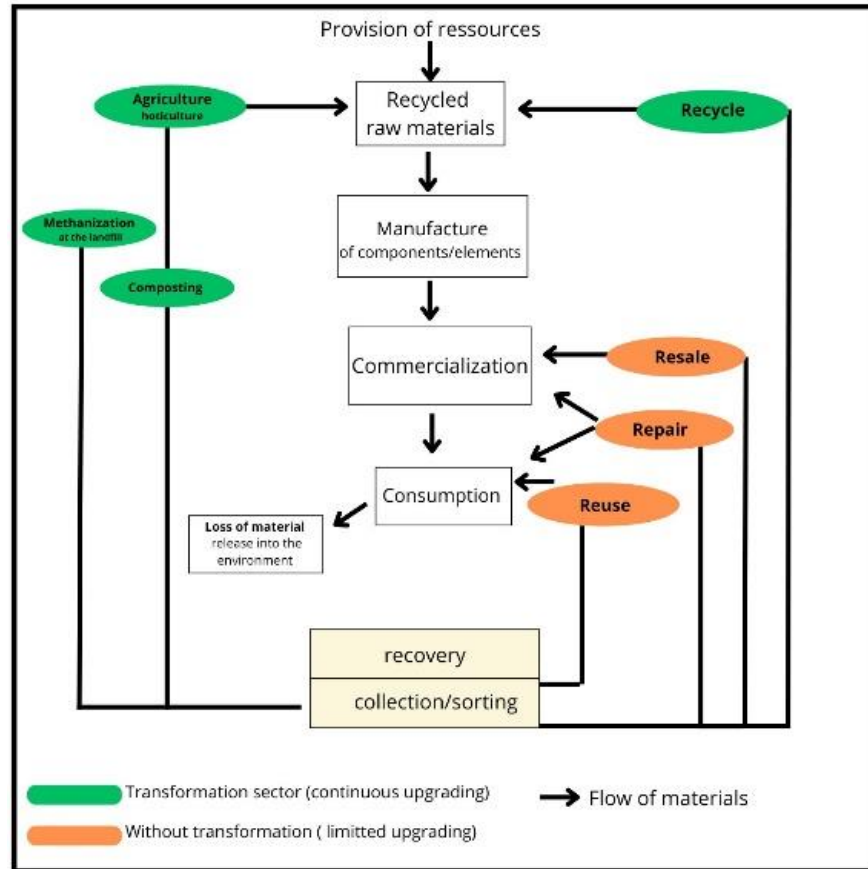 Provision of ressources
Agriculture
hoticulture
Recycled
raw materials
Recycle
Methanization
at the landfill
Manufacture
of components/elements
Composting
Commercialization
Resale
Repair
Consumption
Reuse
Loss of material
release into the
environment
recovery
collection/sorting
Transformation sector (continuous upgrading)
Flow of materials
Without transformation ( limitted upgrading)